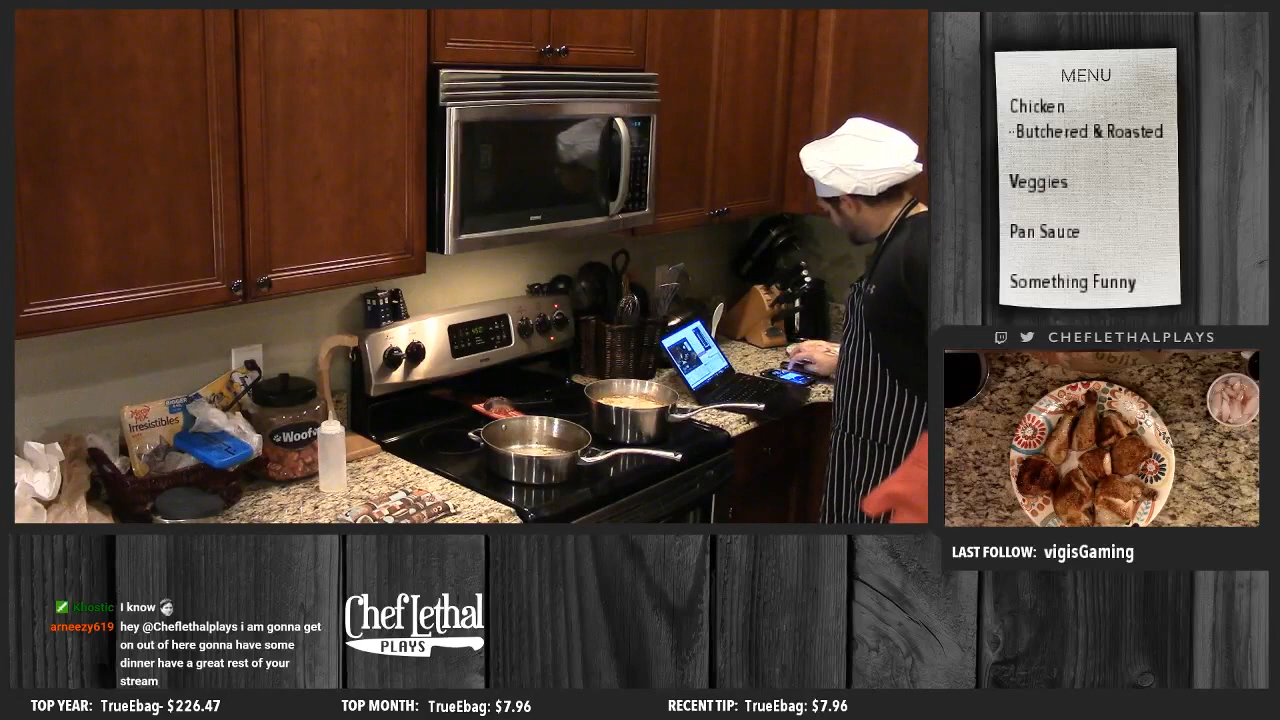 MENU
Chicken
-Butchered & Roasted
Veggies
Pan Sauce
Something Funny
CHEFLETHALPLAYS
LAST FOLLOW: vigisGaming
Irresistibles
Woof
Khostic I know
arneezy619 hey @Cheflethalplays i am gonna get
on out of here gonna have some
dinner have a great rest of your
stream
Chef Lethal
PLAYS
TOP YEAR: TrueEbag- $226.47
TOP MONTH: TrueEbag: $7.96
RECENT TIP: TrueEbag: $7.96